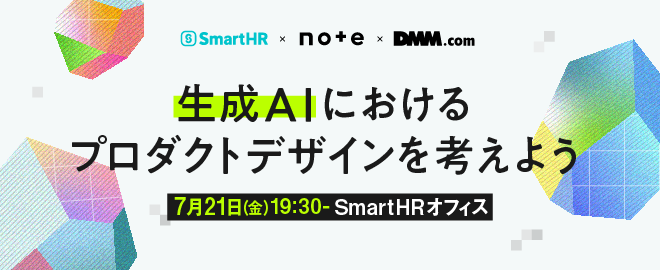 SmartHR × note × DMM.com
生成AIにおける
プロダクトデザインを考えよう
7月21日(金)19:30- SmartHRオフィス